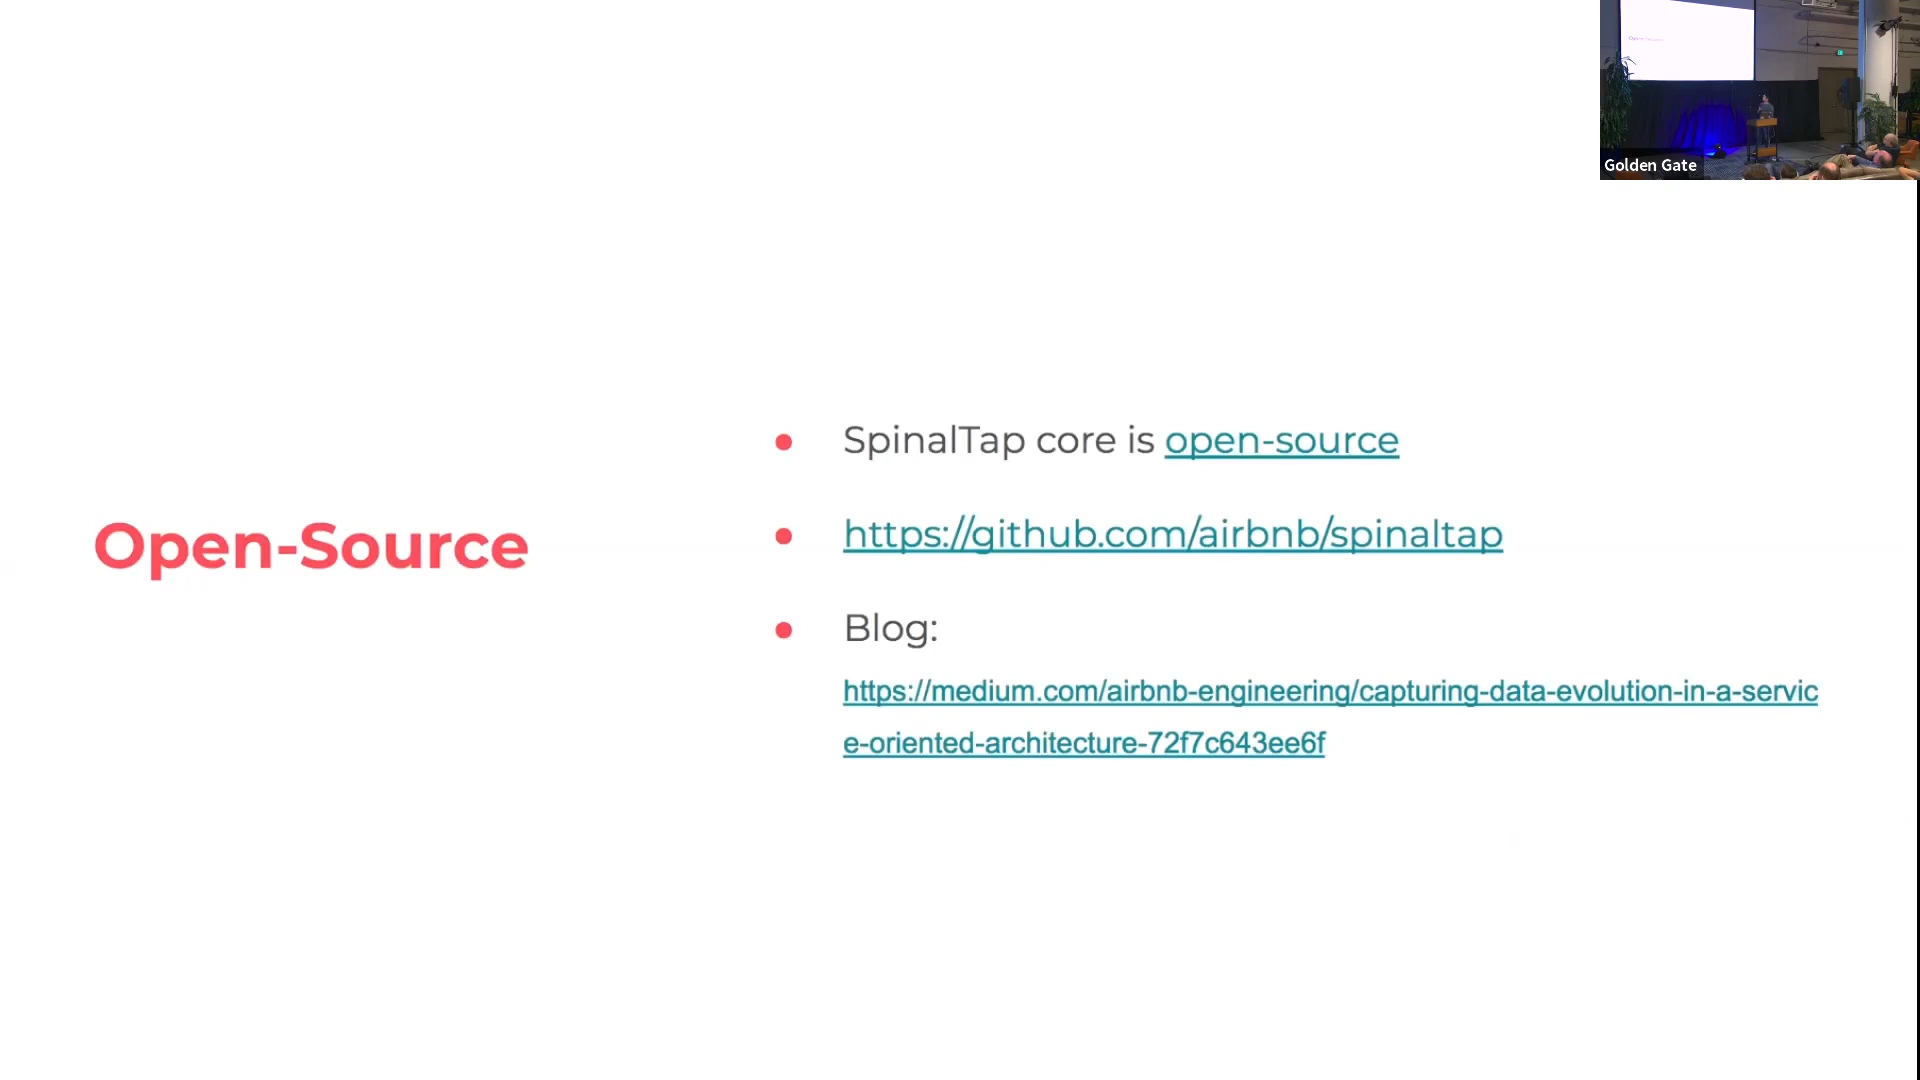 Golden Gate
Open-Source
SpinalTap core is open-source
https://github.com/airbnb/spinaltap
Blog:
https://medium.com/airbnb-engineering/capturing-data-evolution-in-a-servic
e-oriented-architecture-72f7c643ee6f